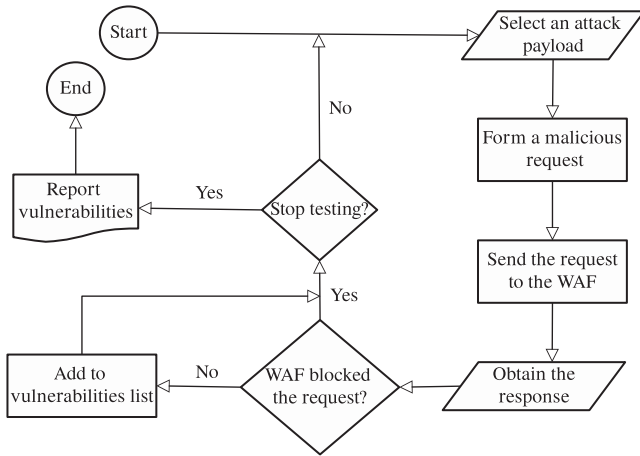 Start
Select an attack
payload
End
No
Form a malicious
request
Report
vulnerabilities
Yes
Stop testing?
Send the request
to the WAF
Yes
Add to
vulnerabilities list
No
WAF blocked
the request?
Obtain the
response